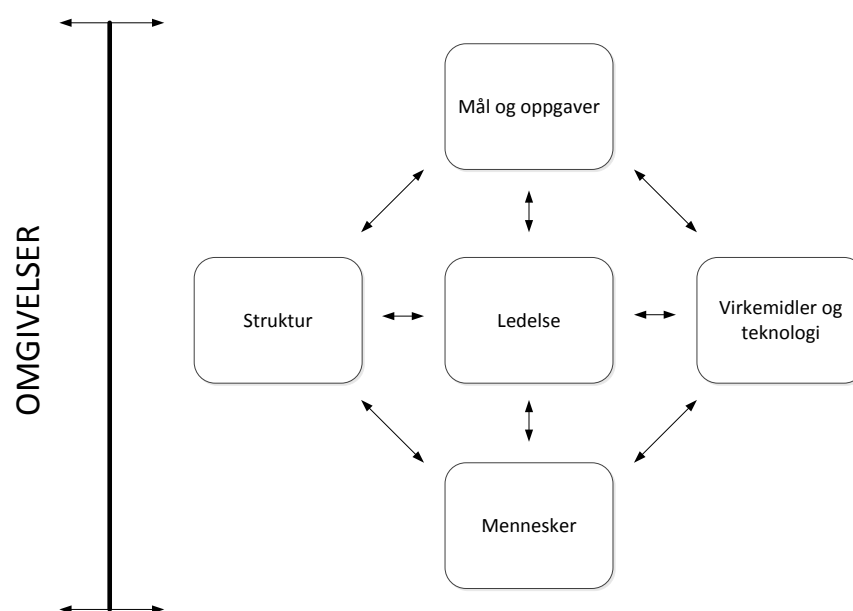 OMGIVELSER
Mål og oppgaver
Struktur
Ledelse
Virkemidler og
teknologi
Mennesker